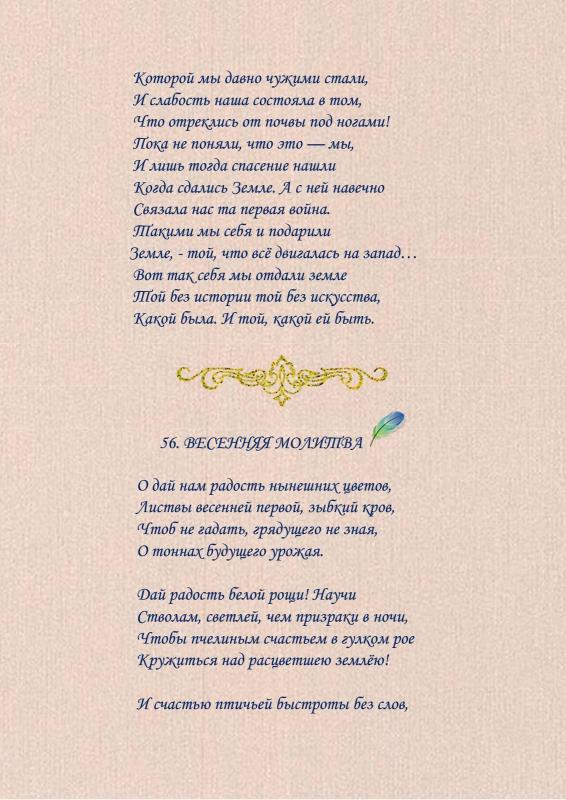 Которой мы давно чужими стали,
И слабость наша состояла в том,
Что отреклись от почвы под ногами!
Пока не поняли, что это — мы,
И лишь тогда спасение нашли
Когда сдались Земле. А с ней навечно
Связала нас та первая война.
Такими мы себя и подарили
Земле, - той, что всё двигалась на запад…
Вот так себя мы отдали земле
Той без истории той без искусства,
Какой была. И той, какой ей быть.
56. ВЕСЕННЯЯ МОЛИТВА
О дай нам радость нынешних цветов,
Листвы весенней первой, зыбкий кров,
Чтоб не гадать, грядущего не зная,
О тоннах будущего урожая.
Дай радость белой рощи! Научи
Стволам, светлей, чем призраки в ночи,
Чтобы пчелиным счастьем в гулком рое
Кружиться над расцветшею землёю!
И счастью птичьей быстроты без слов,